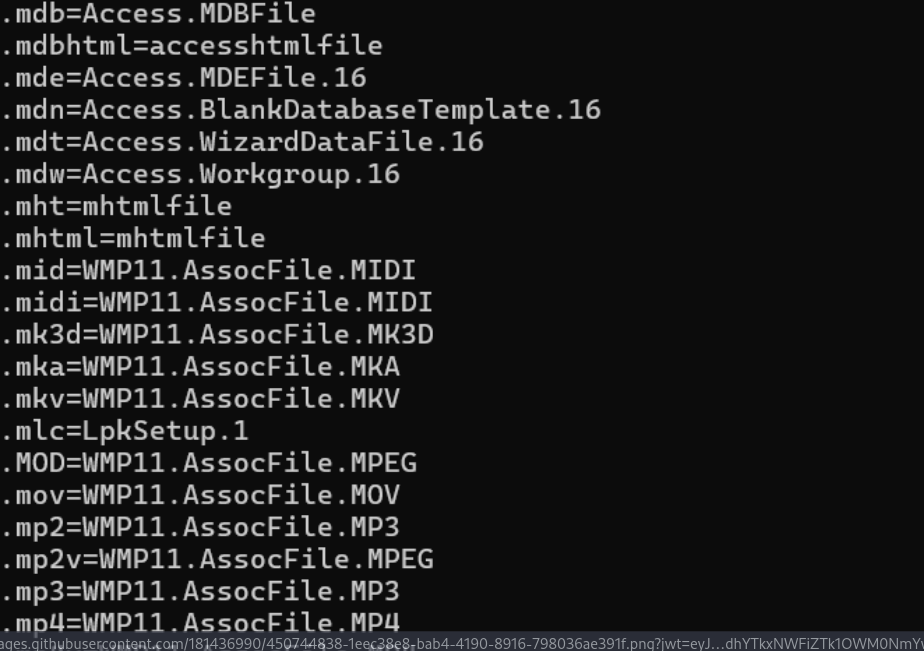 .mdb=Access.MDBFile
.mdbhtml=accesshtmlfile
.mde=Access.MDEFile.16
.mdn=Access.BlankDatabaseTemplate.16
.mdt=Access.WizardDataFile.16
.mdw=Access.Workgroup.16
.mht=mhtmlfile
.mhtml=mhtmlfile
.mid=WMP11.AssocFile.MIDI
.midi=WMP11.AssocFile.MIDI
.mk3d=WMP11.AssocFile.MK3D
.mka=WMP11.AssocFile.MKA
.mkv=WMP11.AssocFile.MKV
.mlc=LpkSetup.1
.MOD=WMP11.AssocFile.MPEG
.mov=WMP11.AssocFile.MOV
.mp2=WMP11.AssocFile.MP3
.mp2v=WMP11.AssocFile.MPEG
.mp3=WMP11.AssocFile.MP3
.mp4=WMP11.AssocFile.MP4
ages.githubusercontent.com/181436990/450744838-1eec38e8-bab4-4190-8916-798036ae391f.png?jwt=eyJ...dhYTkxNWFiZTk1OWM0NmY